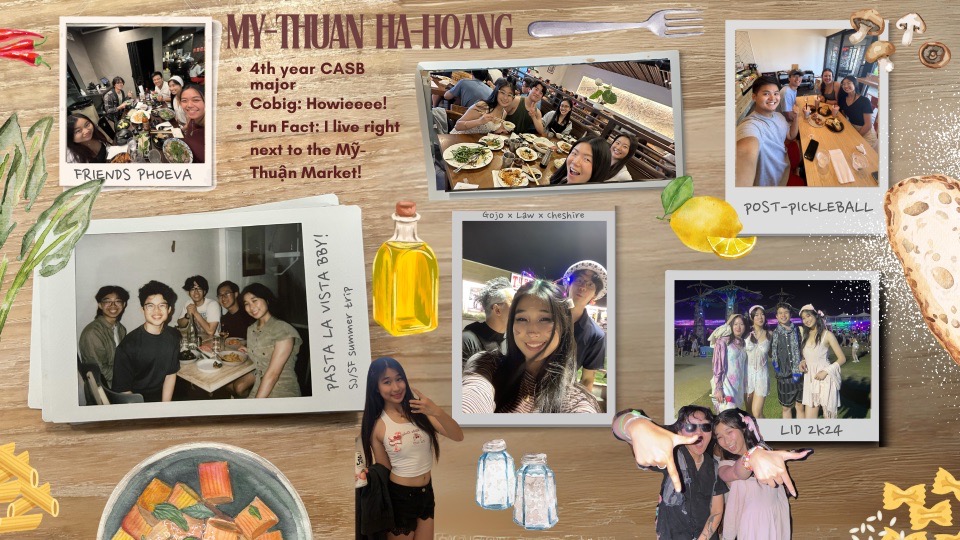 MY-THUAN HA-HOANG
• 4th year CASB
major
• Cobig: Howieeee!
• Fun Fact: I live right
next to the Mỹ-
Thuận Market!
FRIENDS PHOEVA
POST-PICKLEBALL
PASTA LA VISTA BBY!
SJ/SF summer trip
Gojo x Law x Cheshire
LID 2K24